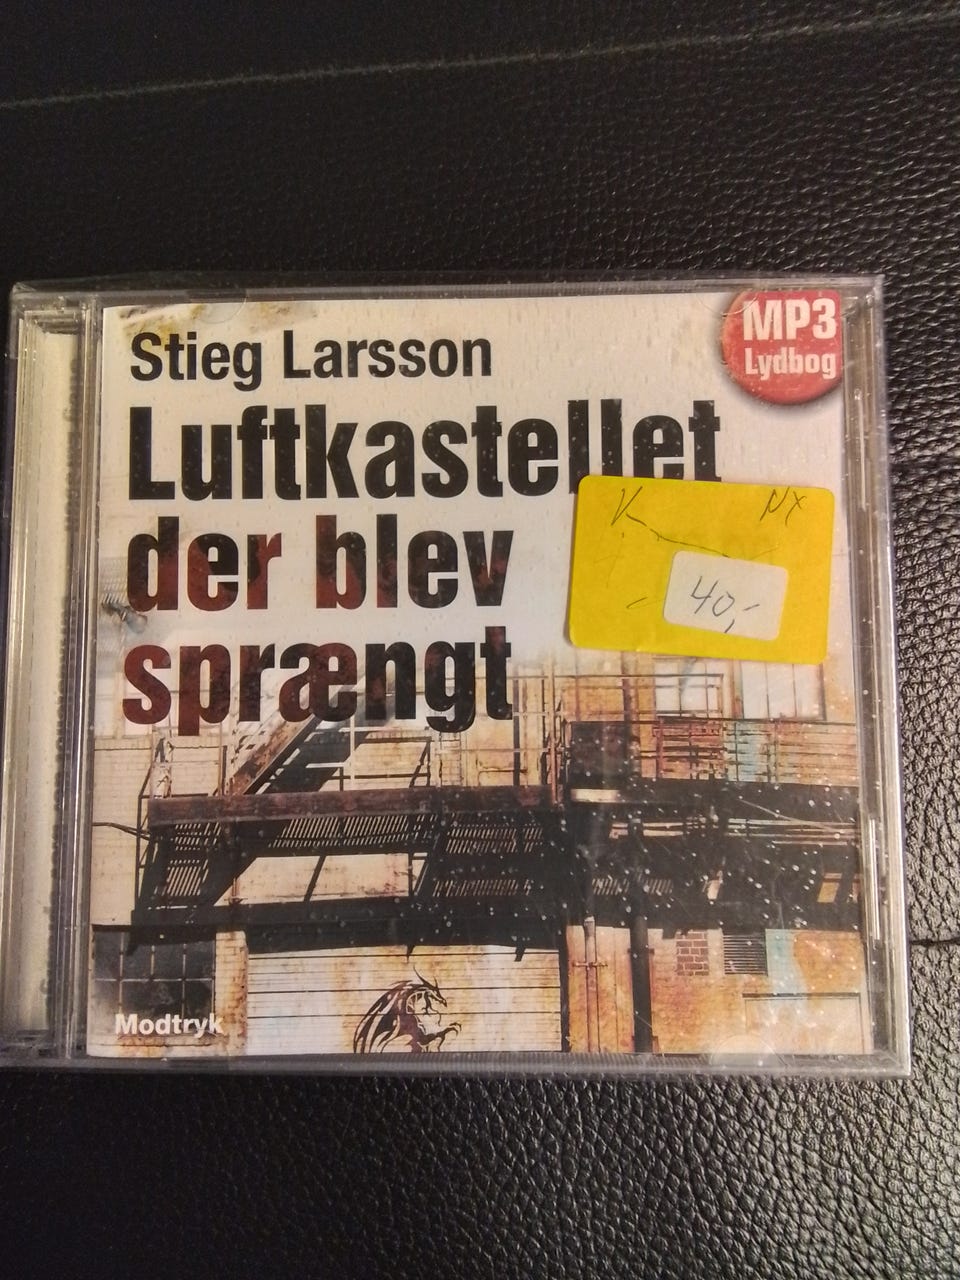 Stieg Larsson
MP3
Lydbog
Luftkastellet
der blev
sprængt
40,-
Modtryk